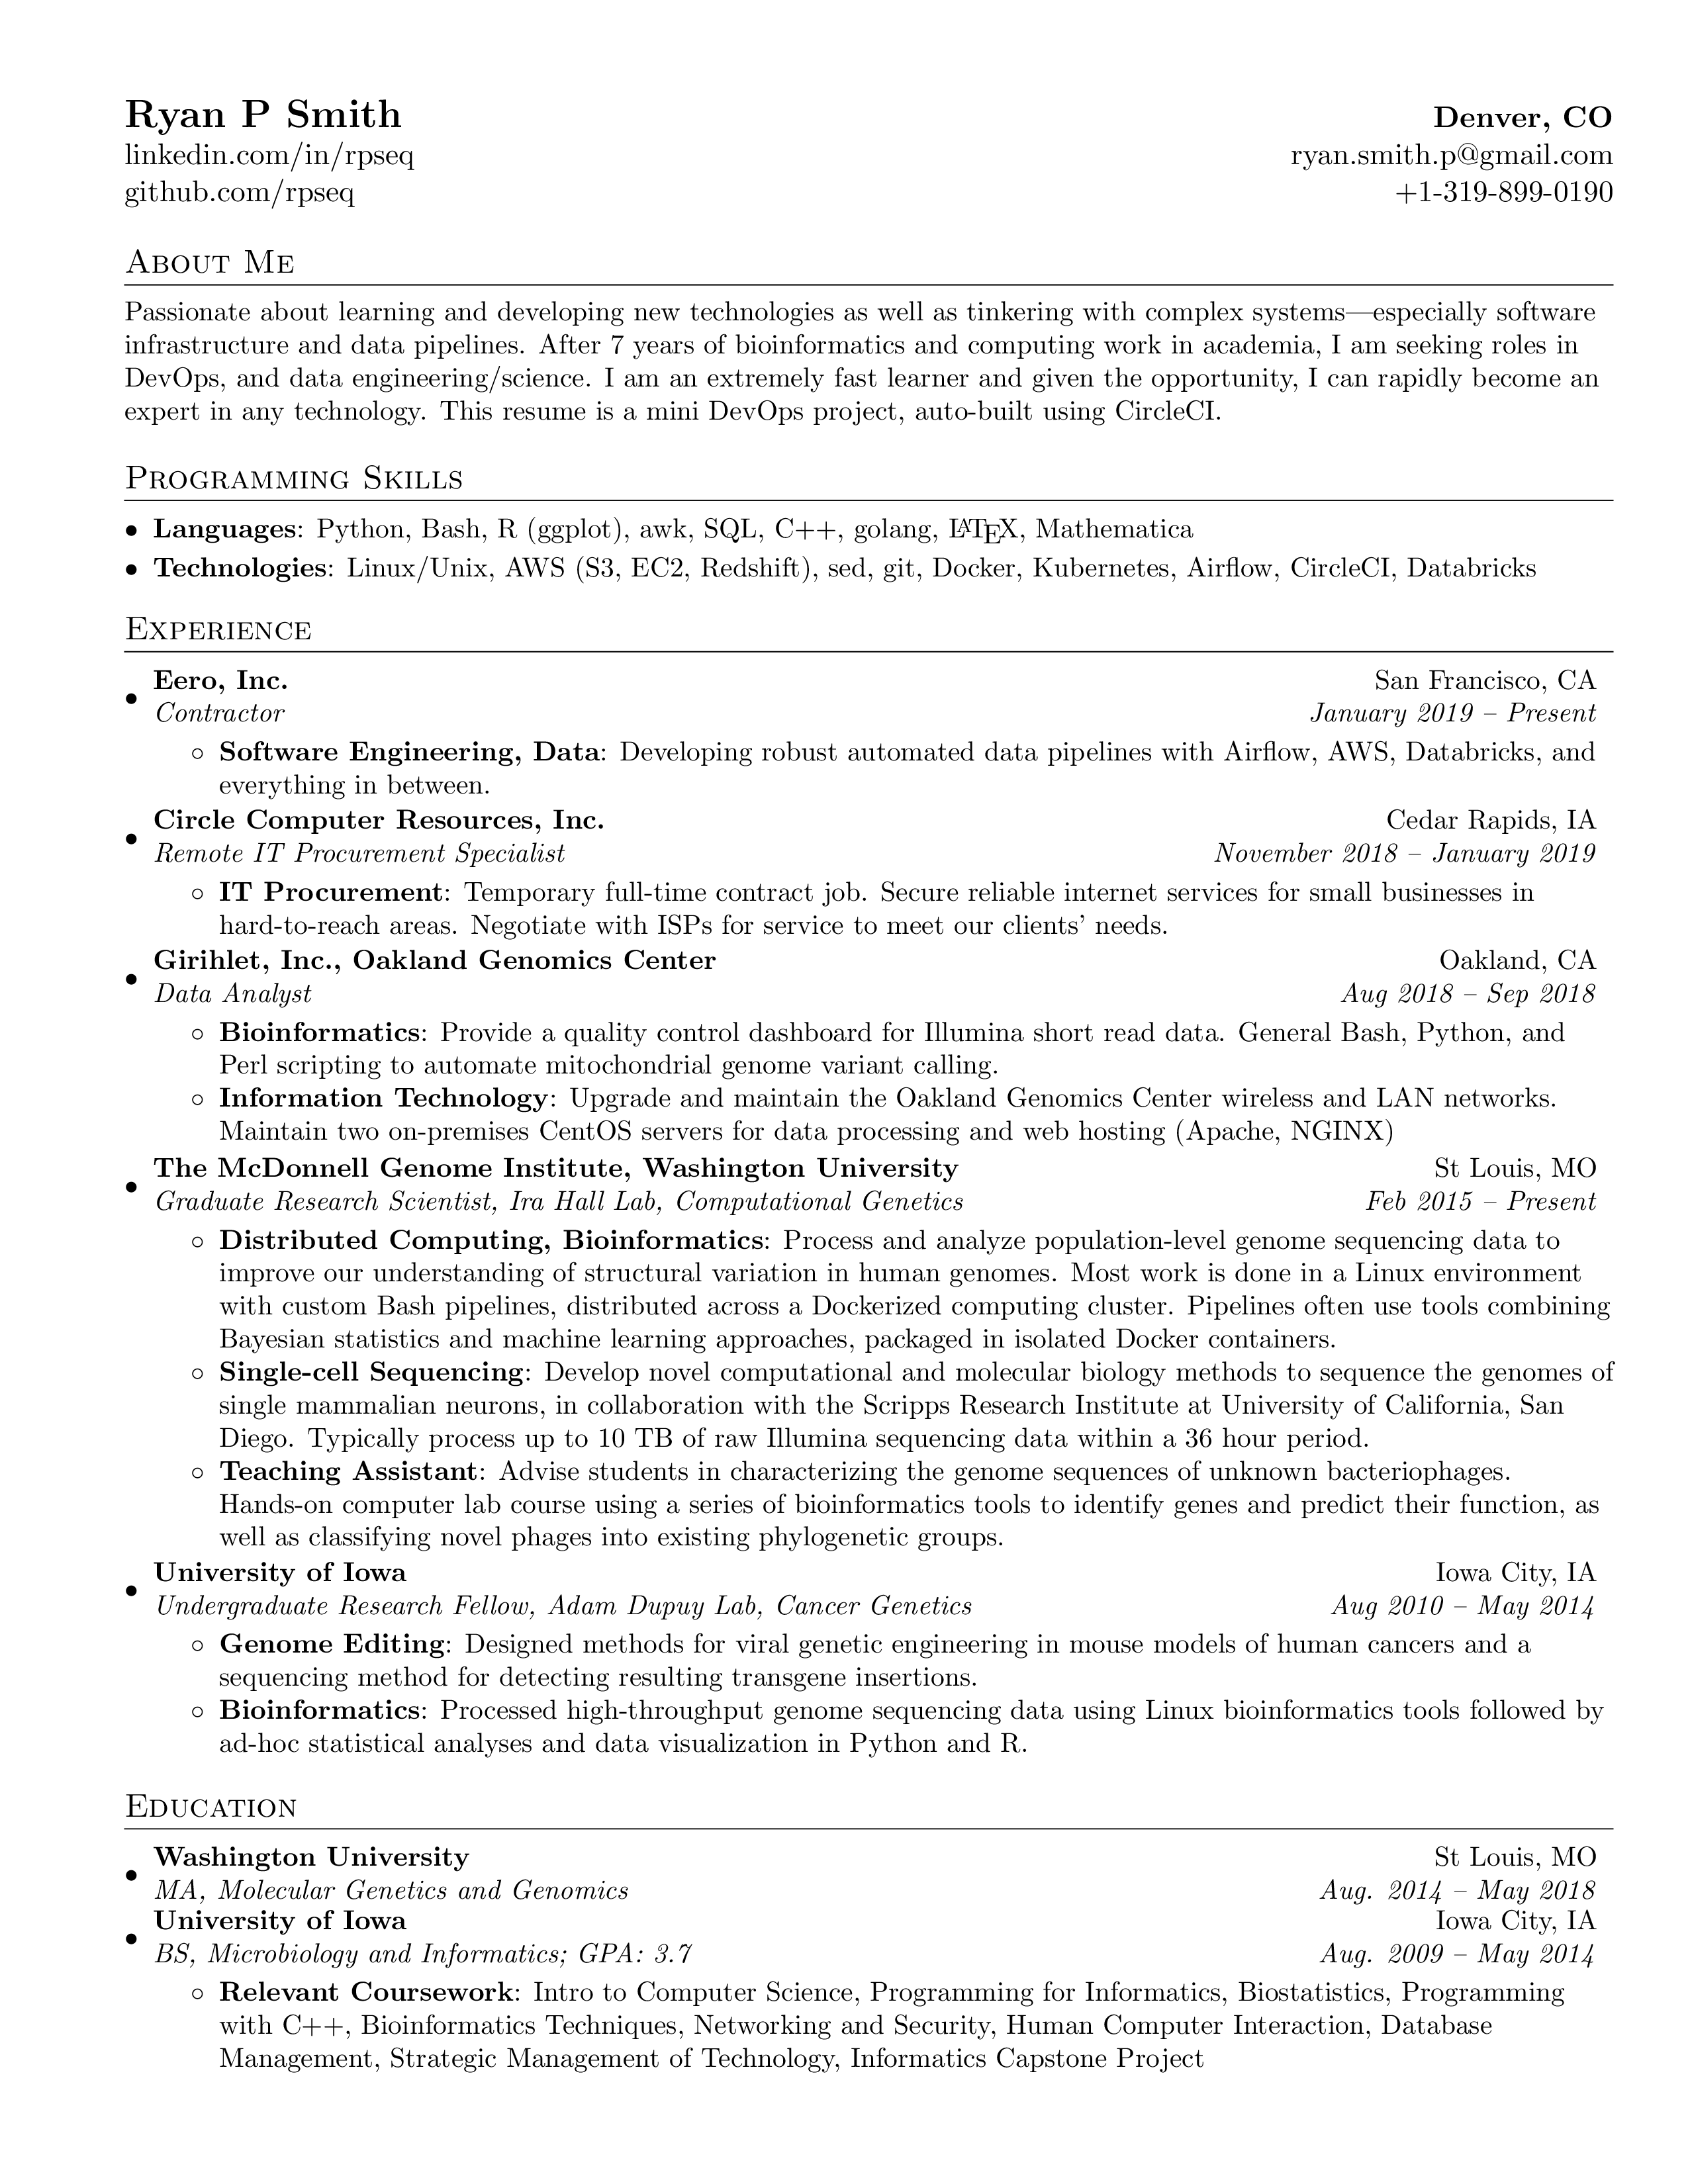 Ryan P Smith Denver, CO
linkedin.com/in/rpseq ryan.smith.p@gmail.com
github.com/rpseq +1-319-899-0190
About Me
Passionate about learning and developing new technologies as well as tinkering with complex systems—especially software
infrastructure and data pipelines. After 7 years of bioinformatics and computing work in academia, I am seeking roles in
DevOps, and data engineering/science. I am an extremely fast learner and given the opportunity, I can rapidly become an
expert in any technology. This resume is a mini DevOps project, auto-built using CircleCI.
Programming Skills
• Languages: Python, Bash, R (ggplot), awk, SQL, C++, golang, LATEX, Mathematica
• Technologies: Linux/Unix, AWS (S3, EC2, Redshift), sed, git, Docker, Kubernetes, Airflow, CircleCI, Databricks
Experience
• Eero, Inc. San Francisco, CA
Contractor January 2019 – Present
◦ Software Engineering, Data: Developing robust automated data pipelines with Airflow, AWS, Databricks, and
everything in between.
• Circle Computer Resources, Inc. Cedar Rapids, IA
Remote IT Procurement Specialist November 2018 – January 2019
◦ IT Procurement: Temporary full-time contract job. Secure reliable internet services for small businesses in
hard-to-reach areas. Negotiate with ISPs for service to meet our clients' needs.
• Girihlet, Inc., Oakland Genomics Center Oakland, CA
Data Analyst Aug 2018 – Sep 2018
◦ Bioinformatics: Provide a quality control dashboard for Illumina short read data. General Bash, Python, and
Perl scripting to automate mitochondrial genome variant calling.
◦ Information Technology: Upgrade and maintain the Oakland Genomics Center wireless and LAN networks.
Maintain two on-premises CentOS servers for data processing and web hosting (Apache, NGINX)
• The McDonnell Genome Institute, Washington University St Louis, MO
Graduate Research Scientist, Ira Hall Lab, Computational Genetics Feb 2015 – Present
◦ Distributed Computing, Bioinformatics: Process and analyze population-level genome sequencing data to
improve our understanding of structural variation in human genomes. Most work is done in a Linux environment
with custom Bash pipelines, distributed across a Dockerized computing cluster. Pipelines often use tools combining
Bayesian statistics and machine learning approaches, packaged in isolated Docker containers.
◦ Single-cell Sequencing: Develop novel computational and molecular biology methods to sequence the genomes of
single mammalian neurons, in collaboration with the Scripps Research Institute at University of California, San
Diego. Typically process up to 10 TB of raw Illumina sequencing data within a 36 hour period.
◦ Teaching Assistant: Advise students in characterizing the genome sequences of unknown bacteriophages.
Hands-on computer lab course using a series of bioinformatics tools to identify genes and predict their function, as
well as classifying novel phages into existing phylogenetic groups.
• University of Iowa Iowa City, IA
Undergraduate Research Fellow, Adam Dupuy Lab, Cancer Genetics Aug 2010 – May 2014
◦ Genome Editing: Designed methods for viral genetic engineering in mouse models of human cancers and a
sequencing method for detecting resulting transgene insertions.
◦ Bioinformatics: Processed high-throughput genome sequencing data using Linux bioinformatics tools followed by
ad-hoc statistical analyses and data visualization in Python and R.
Education
• Washington University St Louis, MO
MA, Molecular Genetics and Genomics Aug. 2014 – May 2018
• University of Iowa Iowa City, IA
BS, Microbiology and Informatics; GPA: 3.7 Aug. 2009 – May 2014
◦ Relevant Coursework: Intro to Computer Science, Programming for Informatics, Biostatistics, Programming
with C++, Bioinformatics Techniques, Networking and Security, Human Computer Interaction, Database
Management, Strategic Management of Technology, Informatics Capstone Project